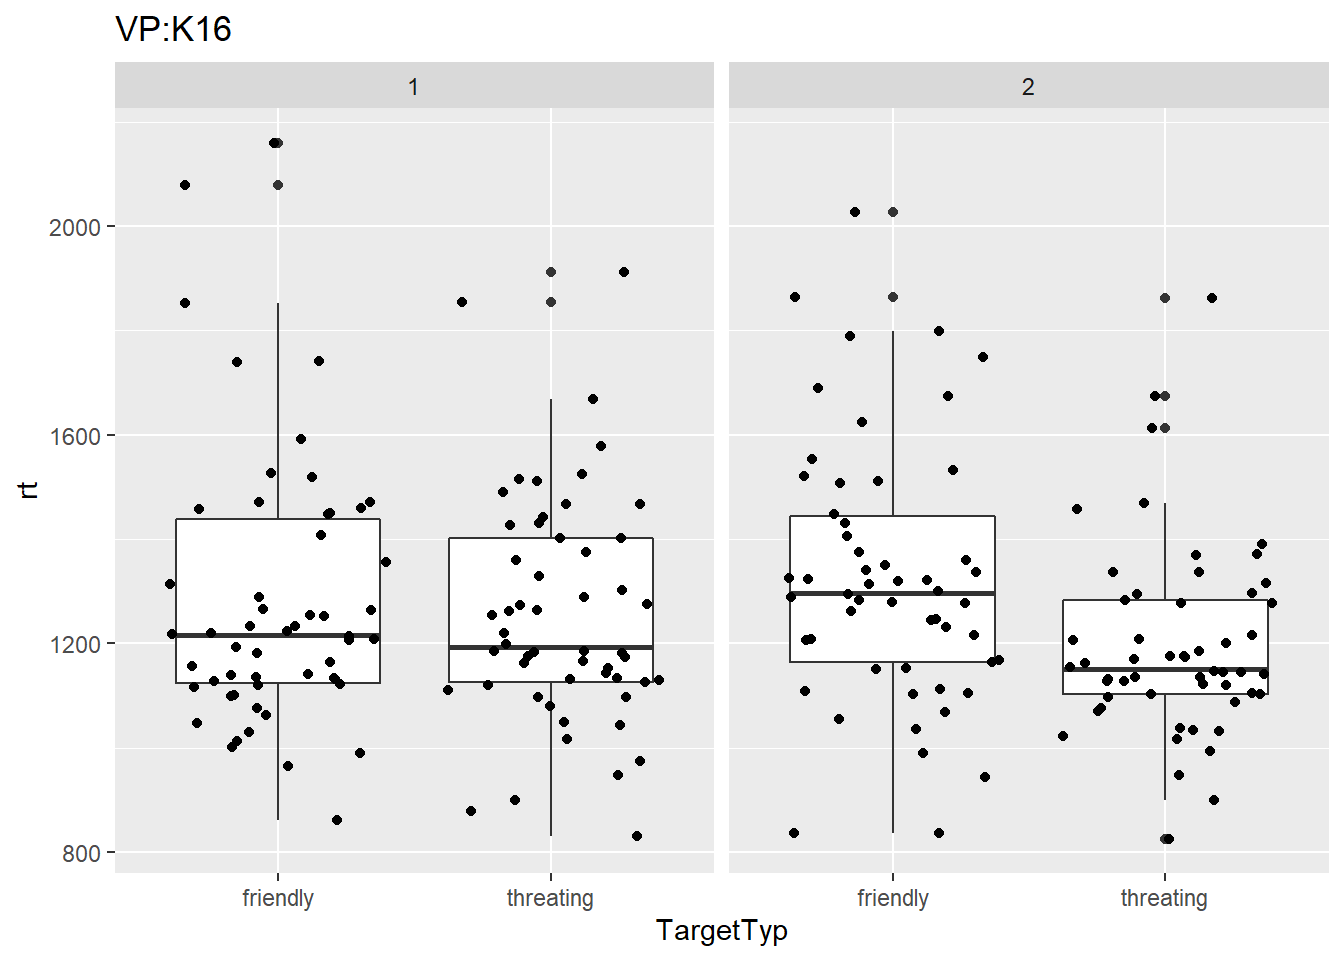 VP:K16
1
2
rt
2000
1600
1200
800
friendly
threating
friendly
threating
TargetTyp